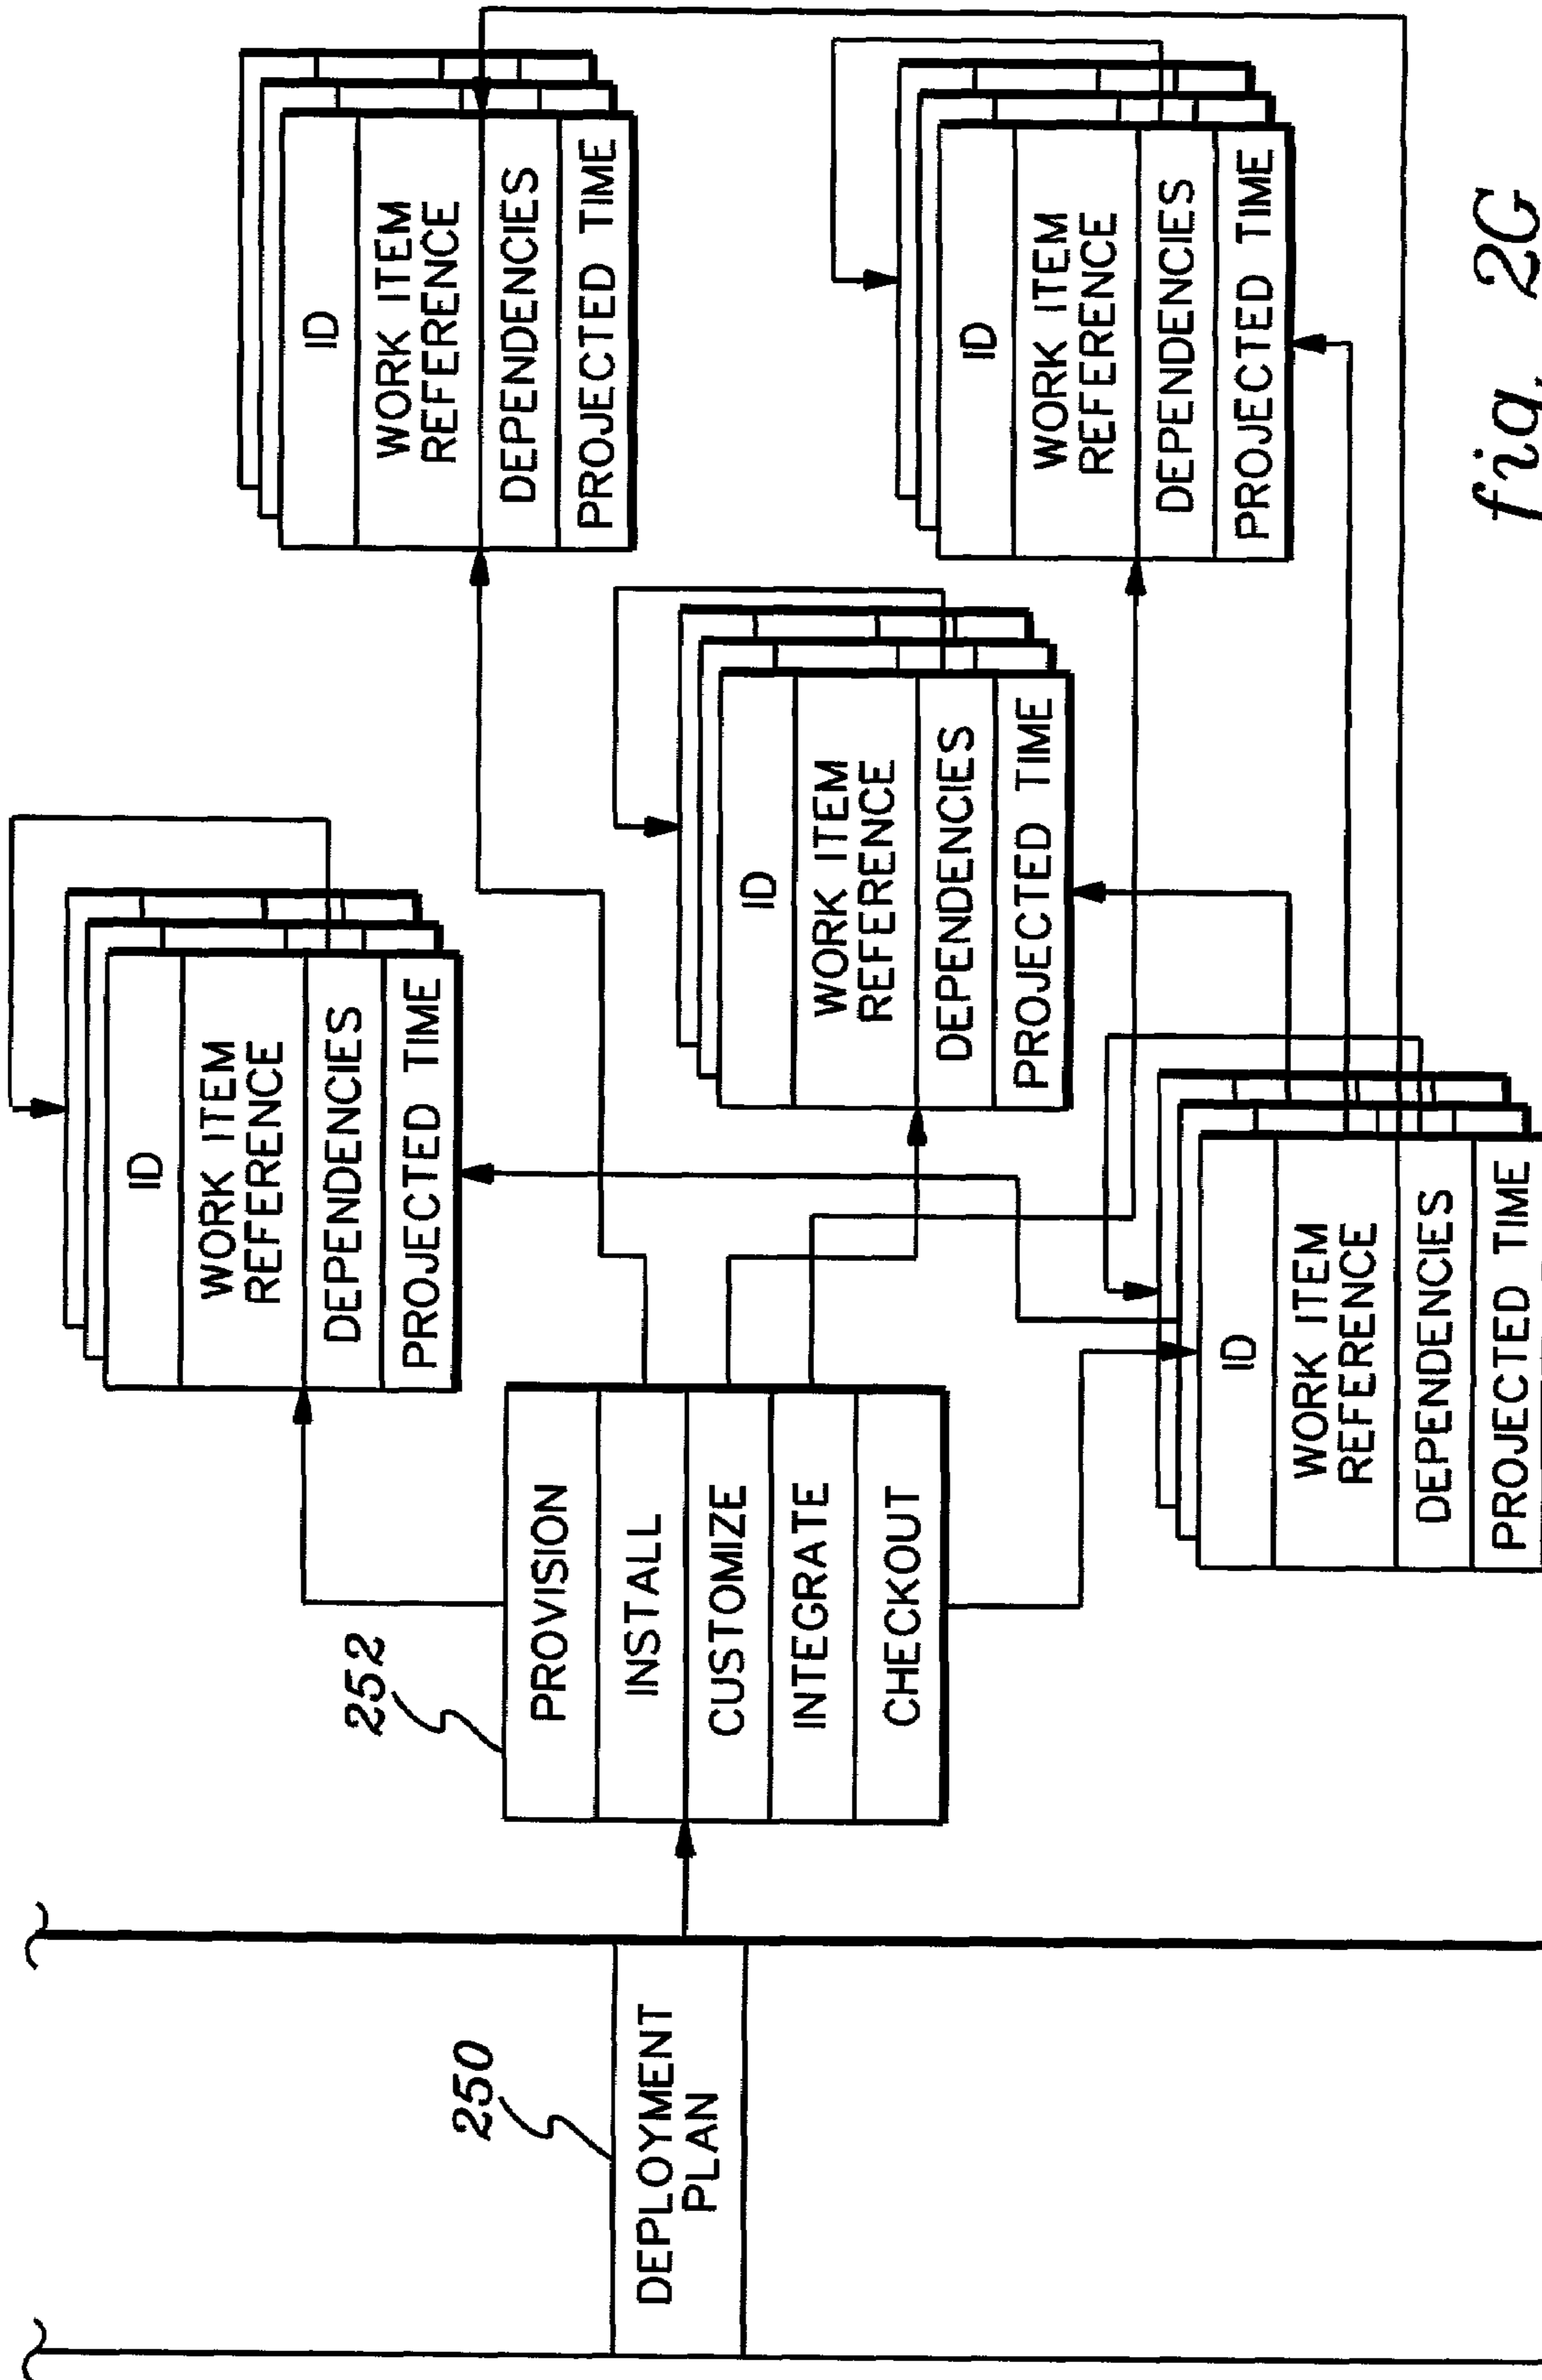 250
DEPLOYMENT
PLAN
252
PROVISION
INSTALL
CUSTOMIZE
INTEGRATE
CHECKOUT
ID
WORK ITEM
REFERENCE
DEPENDENCIES
PROJECTED TIME
ID
WORK ITEM
REFERENCE
DEPENDENCIES
PROJECTED TIME
ID
WORK ITEM
REFERENCE
DEPENDENCIES
PROJECTED TIME
ID
WORK ITEM
REFERENCE
DEPENDENCIES
PROJECTED TIME
ID
WORK ITEM
REFERENCE
DEPENDENCIES
PROJECTED TIME
fig. 2G